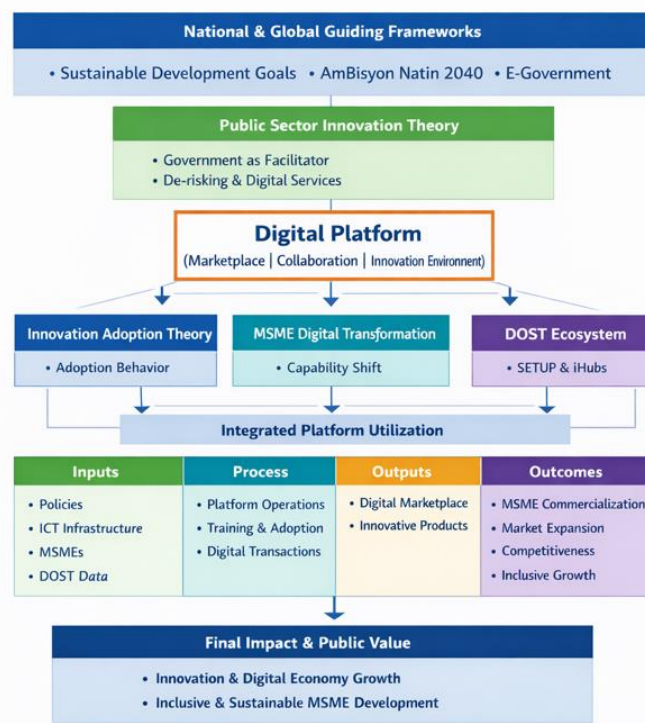 National & Global Guiding Frameworks
• Sustainable Development Goals • AmBisyon Natin 2040 • E-Government
Public Sector Innovation Theory
• Government as Facilitator
• De-risking & Digital Services
Digital Platform
(Marketplace | Collaboration | Innovation Environment)
Innovation Adoption Theory
• Adoption Behavior
MSME Digital Transformation
• Capability Shift
DOST Ecosystem
• SETUP & iHubs
Integrated Platform Utilization
Inputs
• Policies
• ICT Infrastructure
• MSMEs
• DOST Data
Process
• Platform Operations
• Training & Adoption
• Digital Transactions
Outputs
• Digital Marketplace
• Innovative Products
Outcomes
• MSME Commercialization
• Market Expansion
• Competitiveness
• Inclusive Growth
Final Impact & Public Value
• Innovation & Digital Economy Growth
• Inclusive & Sustainable MSME Development